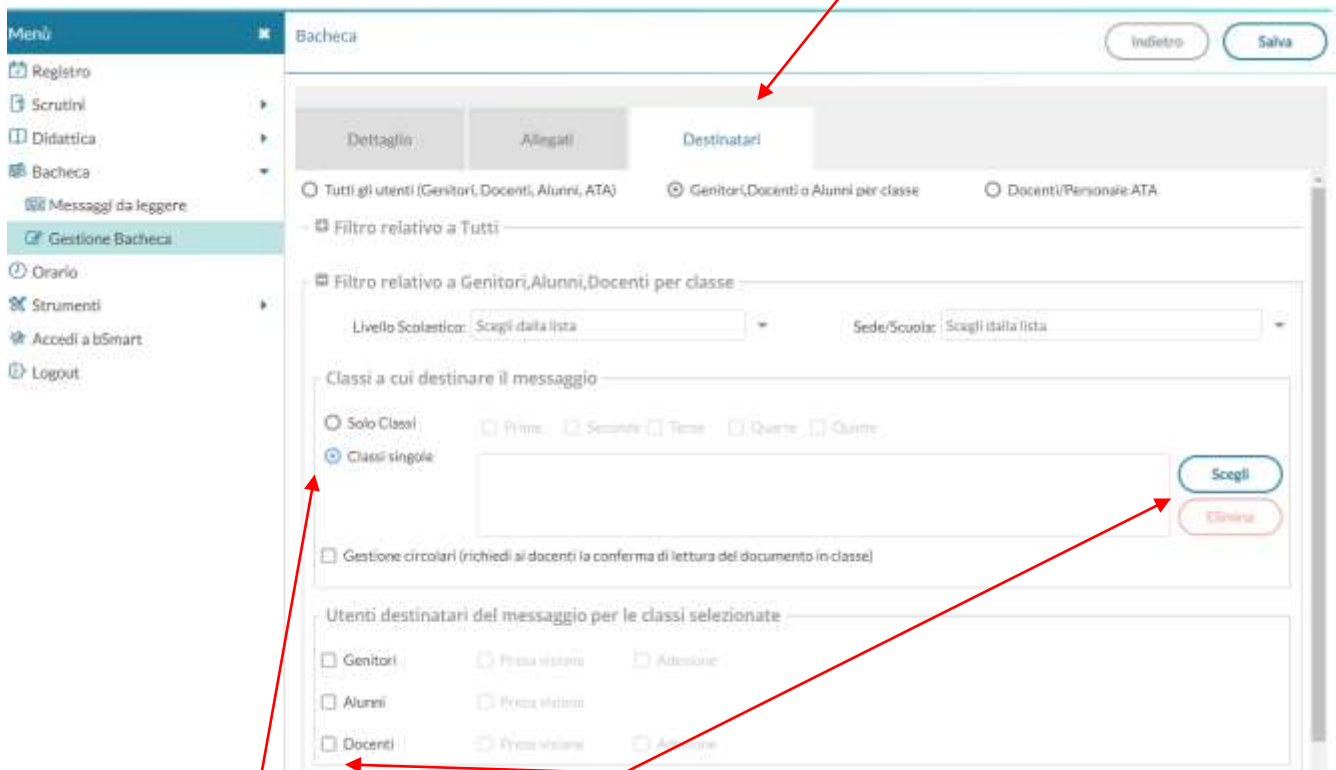 Menù
Bacheca
Indietro
Salva
Registro
Scrutini
Didattica
Bacheca
Messaggi da leggere
Gestione Bacheca
Orario
Strumenti
Accedi a bSmart
Logout
Dettaglio
Allegati
Destinatari
Tutti gli utenti (Genitori, Docenti, Alunni, ATA)
Genitori,Docenti o Alunni per classe
Docenti/Personale ATA
Filtro relativo a Tutti
Filtro relativo a Genitori,Alunni,Docenti per classe
Livello Scolastico: Scegli dalla lista
Sede/Scuola: Scegli dalla lista
Classi a cui destinare il messaggio
Solo Classi
Prime Seconde Terze Quarte Quinte
Classi singole
Scegli
Elimina
Gestione circolari (richiedi ai docenti la conferma di lettura del documento in classe)
Utenti destinatari del messaggio per le classi selezionate
Genitori Presa visione Adesione
Alunni Presa visione
Docenti Presa visione Adesione